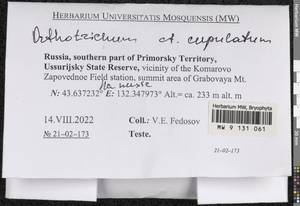 HERBARIUM UNIVERSITATIS MOSQUENSIS (MW)
Orthotrichum cf. cupulatum
Russia, southern part of Primorsky Territory,
Ussurijsky State Reserve, vicinity of the Komarovo
Zapovednoe Field station, summit area of Grabovaya Mt.
N: 43.637232° E: 132.347973° Alt.= ca. 233 m alt. m
14.VIII.2022 Coll.: V.E. Fedosov
№ 21-02-173 Teste.
Herbarium MW, Bryophyta
MW 9 131 061
21-02-173